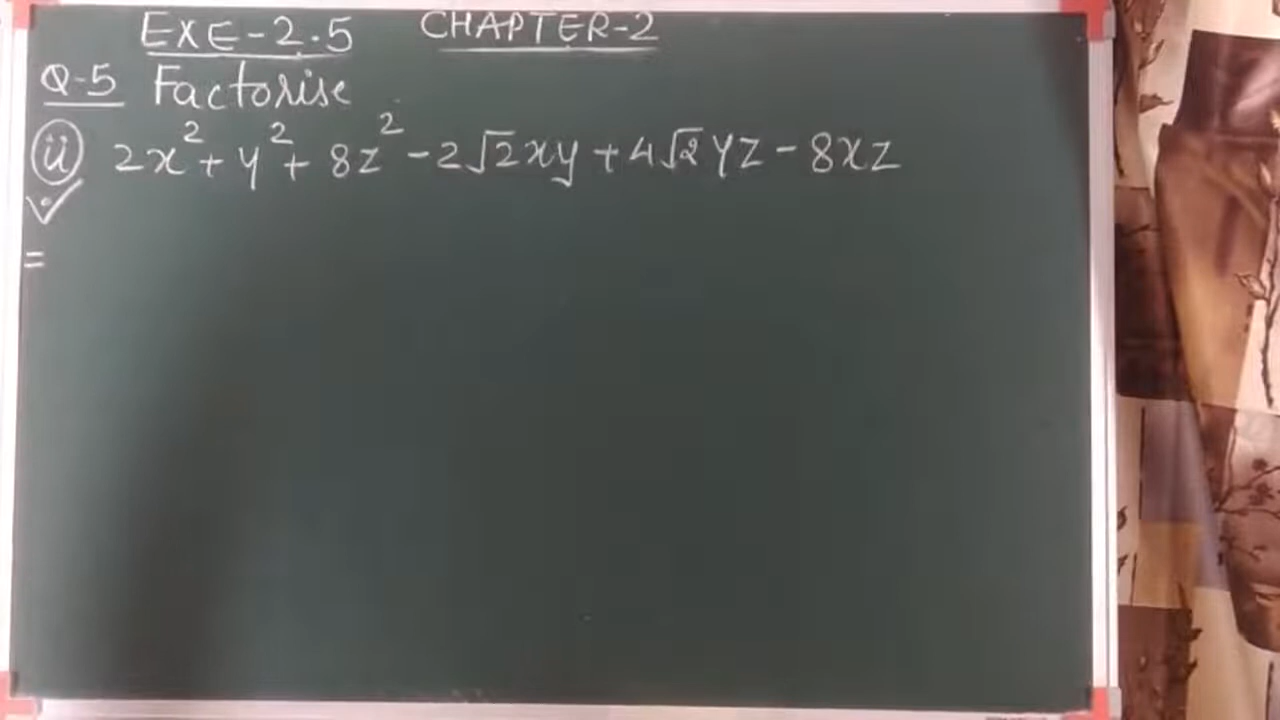 EXE-2.5 CHAPTER-2
Q-5 Factorise
(ii) 2x² + y² + 8z² - 2√2xy + 4√2yz - 8xz
=